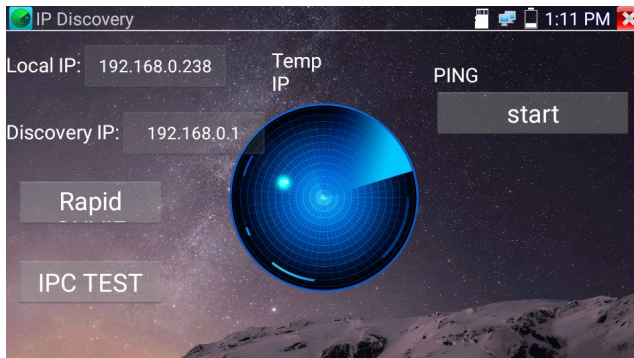 IP Discovery
1:11 PM
Local IP: 192.168.0.238
Temp
IP
PING
start
Discovery IP: 192.168.0.1
IP
Rapid
IPC TEST